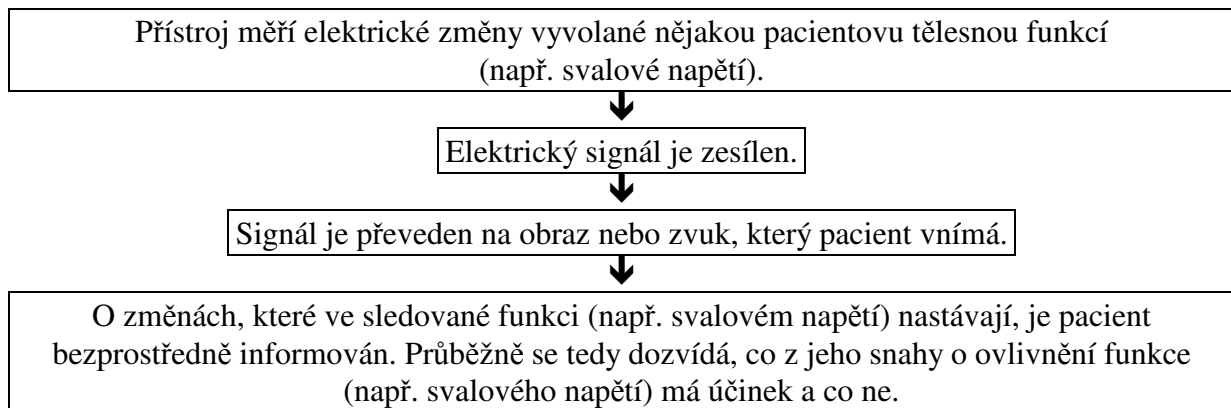 Přístroj měří elektrické změny vyvolané nějakou pacientovu tělesnou funkcí
(např. svalové napětí).
Elektrický signál je zesílen.
Signál je převeden na obraz nebo zvuk, který pacient vnímá.
O změnách, které ve sledované funkci (např. svalovém napětí) nastávají, je pacient
bezprostředně informován. Průběžně se tedy dozvídá, co z jeho snahy o ovlivnění funkce
(např. svalového napětí) má účinek a co ne.